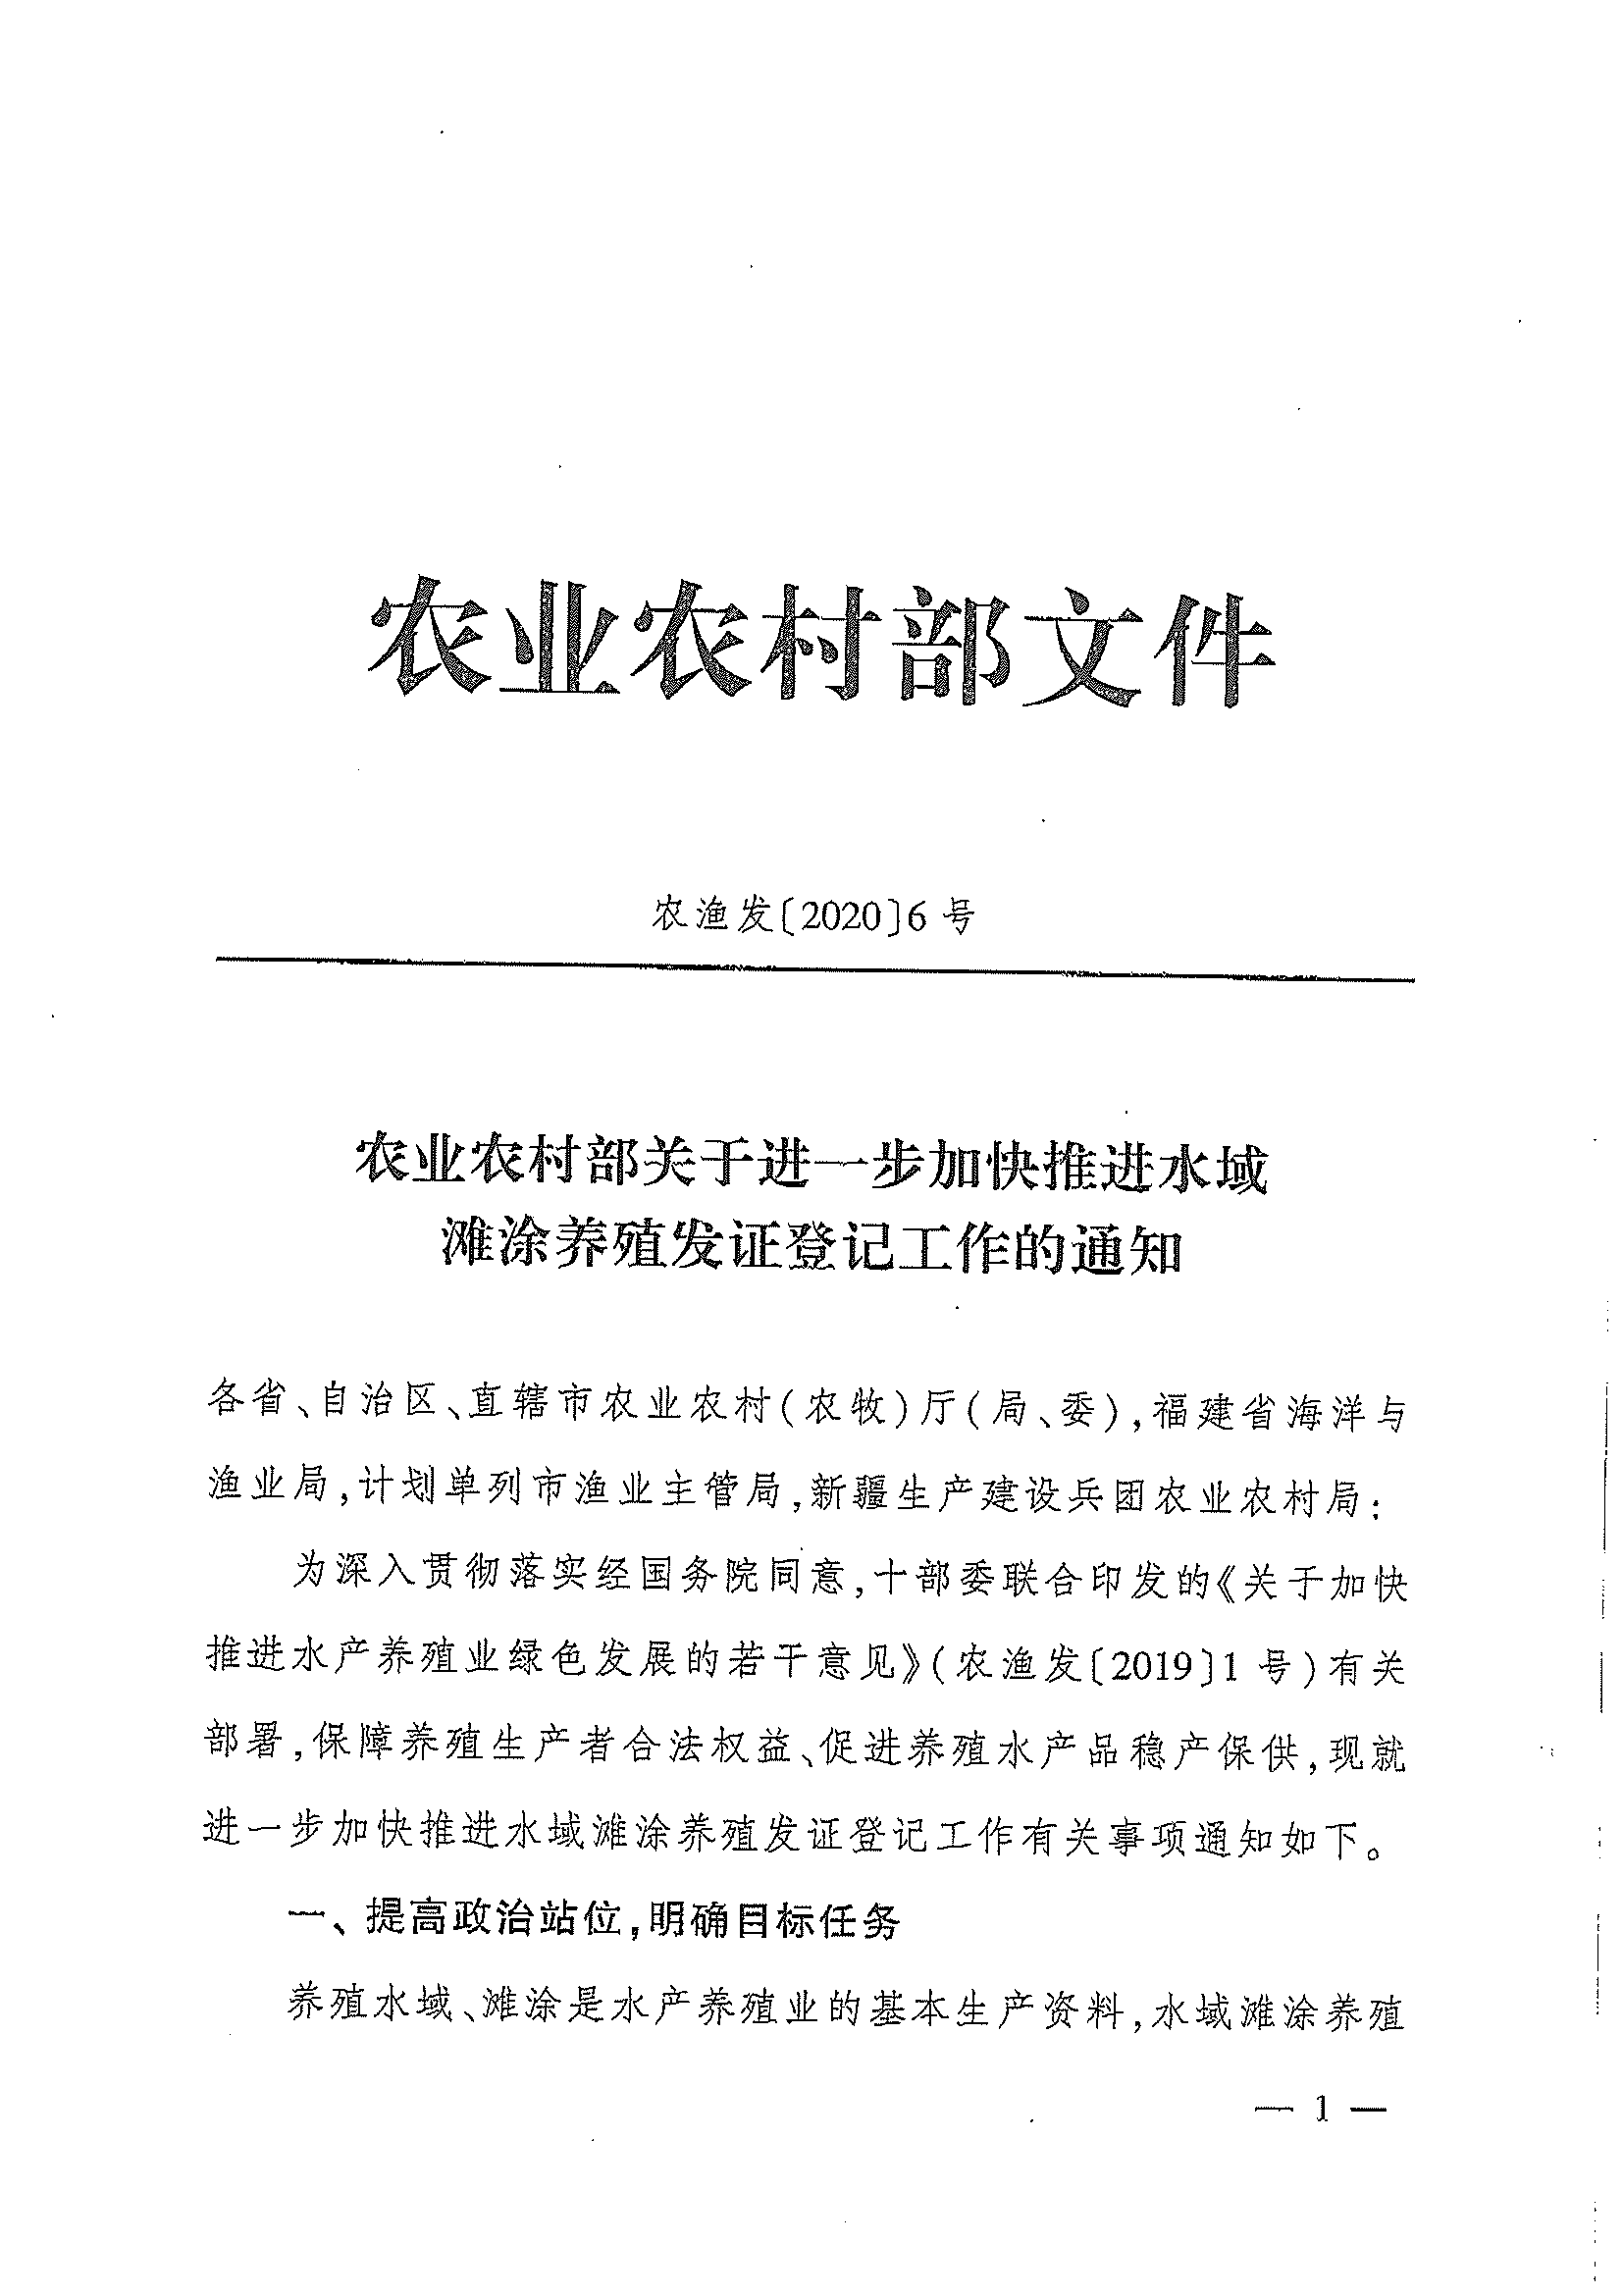 农业农村部文件
农渔发〔2020〕6 号
农业农村部关于进一步加快推进水域
滩涂养殖发证登记工作的通知
各省、自治区、直辖市农业农村(农牧)厅(局、委),福建省海洋与
渔业局,计划单列市渔业主管局,新疆生产建设兵团农业农村局:
为深入贯彻落实经国务院同意,十部委联合印发的《关于加快
推进水产养殖业绿色发展的若干意见》(农渔发〔2019〕1 号)有关
部署,保障养殖生产者合法权益、促进养殖水产品稳产保供,现就
进一步加快推进水域滩涂养殖发证登记工作有关事项通知如下。
一、提高政治站位,明确目标任务
养殖水域、滩涂是水产养殖业的基本生产资料,水域滩涂养殖
— 1 —